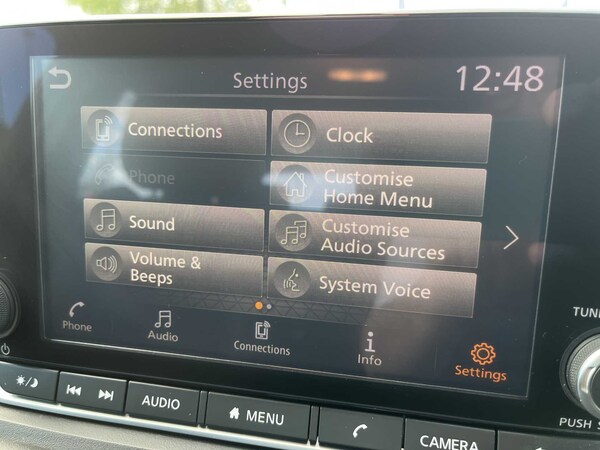 Settings
12:48
Connections
Clock
Phone
Customise
Home Menu
Sound
Customise
Audio Sources
Volume &
Beeps
System Voice
Phone
Audio
Connections
Info
Settings
TUNE
AUDIO
MENU
CAMERA
PUSH